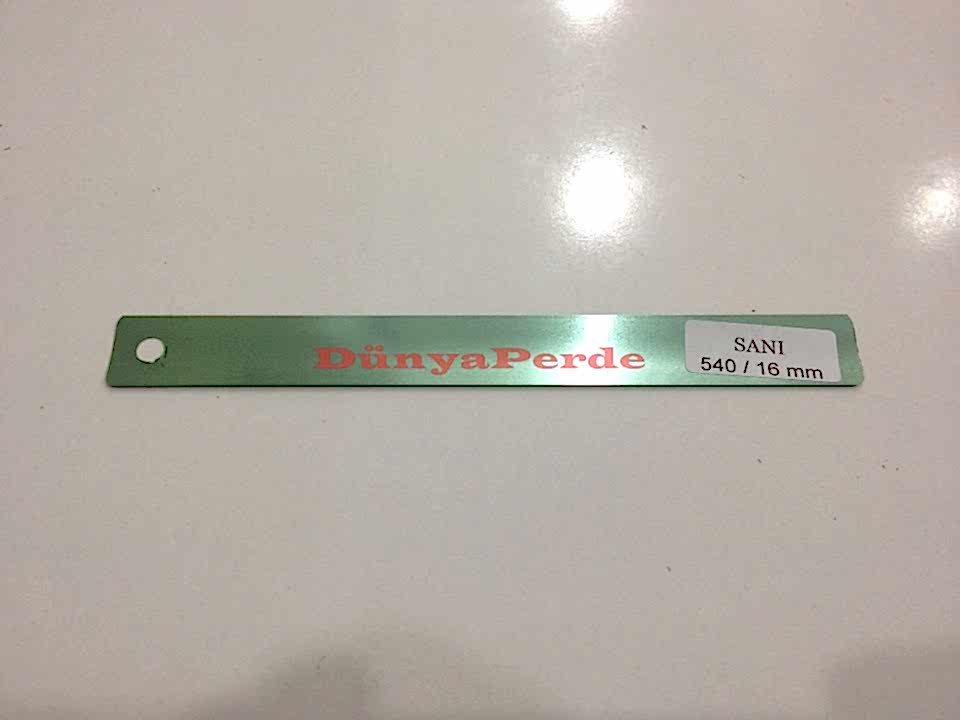 DünyaPerde
SANI
540 / 16 mm